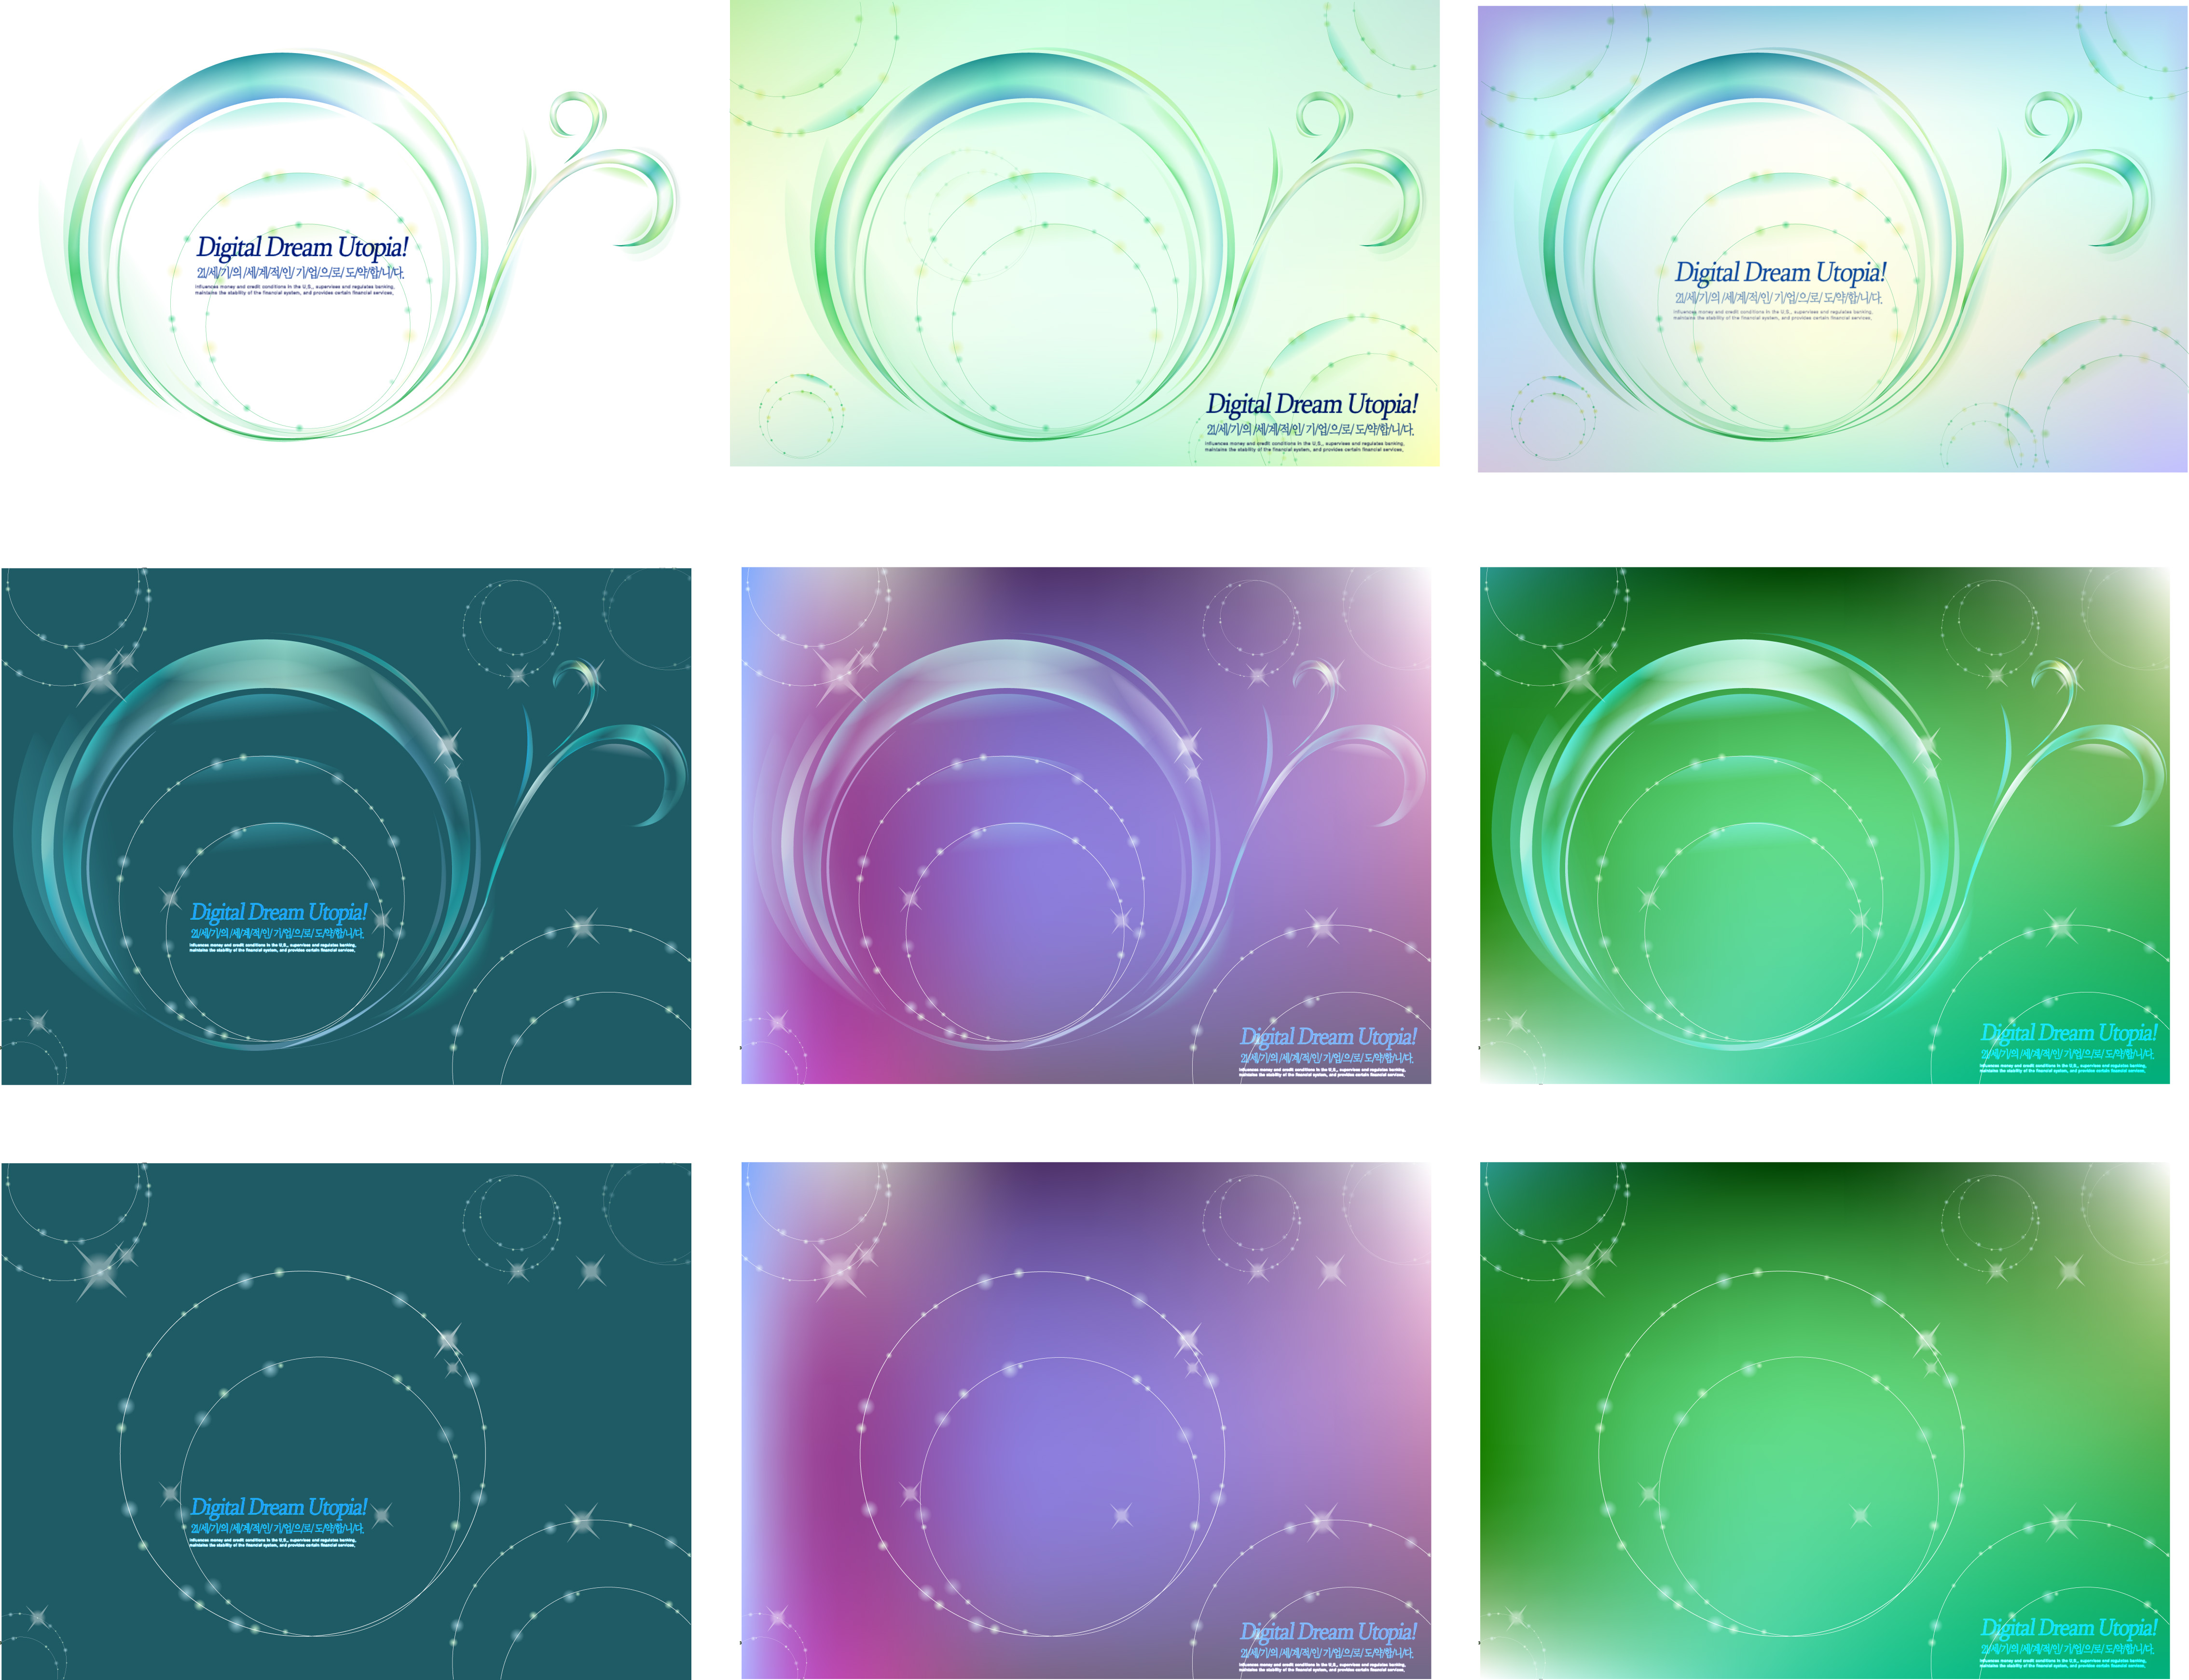 Digital Dream Utopia!
21/세/기/의 /세/계/적/인/ 기/업/으/로/ 도/약/합/니/다.
Influences money and credit conditions in the U.S., supervises and regulates banking,
maintains the stability of the financial system, and provides certain financial services.
Digital Dream Utopia!
21/세/기/의 /세/계/적/인/ 기/업/으/로/ 도/약/합/니/다.
Influences money and credit conditions in the U.S., supervises and regulates banking,
maintains the stability of the financial system, and provides certain financial services.
Digital Dream Utopia!
21/세/기/의 /세/계/적/인/ 기/업/으/로/ 도/약/합/니/다.
Influences money and credit conditions in the U.S., supervises and regulates banking,
maintains the stability of the financial system, and provides certain financial services.
Digital Dream Utopia!
21/세/기/의 /세/계/적/인/ 기/업/으/로/ 도/약/합/니/다.
Influences money and credit conditions in the U.S., supervises and regulates banking,
maintains the stability of the financial system, and provides certain financial services.
Digital Dream Utopia!
21/세/기/의 /세/계/적/인/ 기/업/으/로/ 도/약/합/니/다.
Influences money and credit conditions in the U.S., supervises and regulates banking,
maintains the stability of the financial system, and provides certain financial services.
Digital Dream Utopia!
21/세/기/의 /세/계/적/인/ 기/업/으/로/ 도/약/합/니/다.
Influences money and credit conditions in the U.S., supervises and regulates banking,
maintains the stability of the financial system, and provides certain financial services.
Digital Dream Utopia!
21/세/기/의 /세/계/적/인/ 기/업/으/로/ 도/약/합/니/다.
Influences money and credit conditions in the U.S., supervises and regulates banking,
maintains the stability of the financial system, and provides certain financial services.
Digital Dream Utopia!
21/세/기/의 /세/계/적/인/ 기/업/으/로/ 도/약/합/니/다.
Influences money and credit conditions in the U.S., supervises and regulates banking,
maintains the stability of the financial system, and provides certain financial services.
Digital Dream Utopia!
21/세/기/의 /세/계/적/인/ 기/업/으/로/ 도/약/합/니/다.
Influences money and credit conditions in the U.S., supervises and regulates banking,
maintains the stability of the financial system, and provides certain financial services.